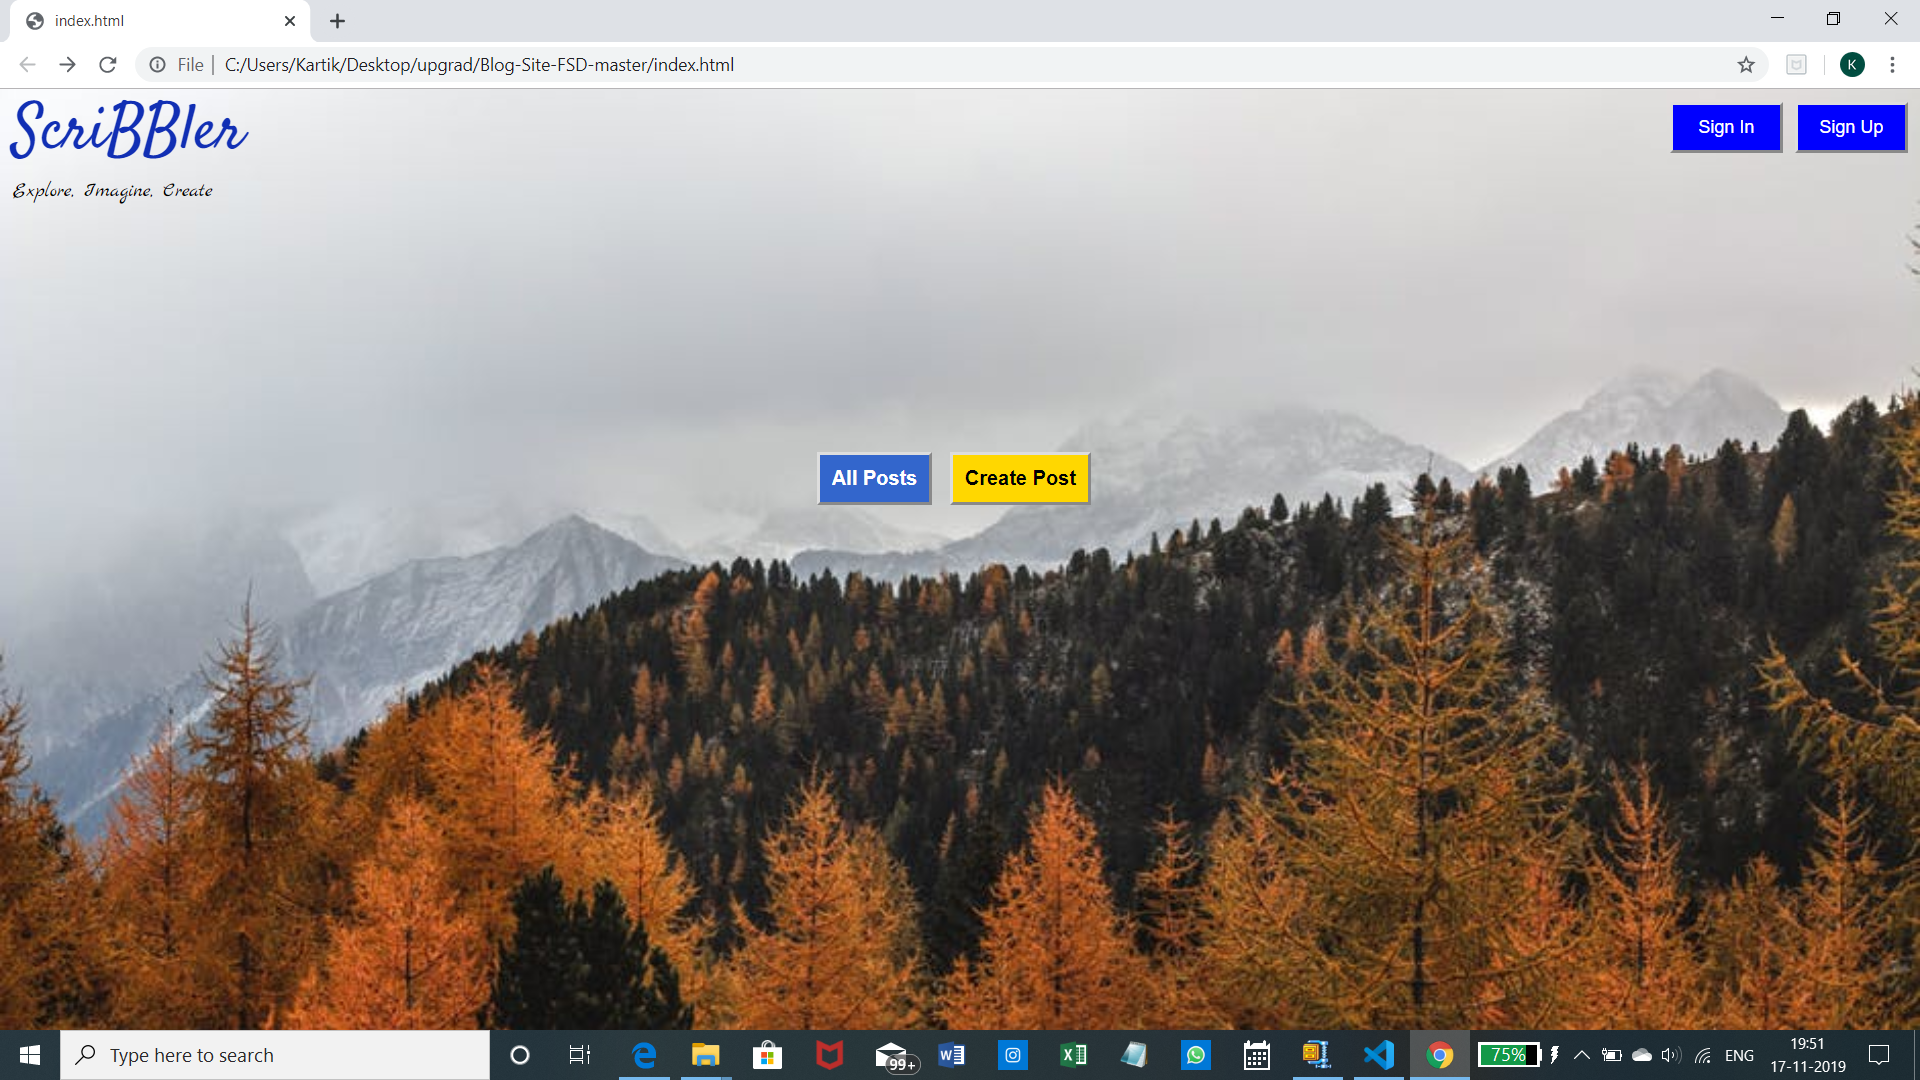 index.html
File | C:/Users/Kartik/Desktop/upgrad/Blog-Site-FSD-master/index.html
K
ScriBBler
Sign In
Sign Up
Explore, Imagine, Create
All Posts
Create Post
Type here to search
99+
75%
ENG
19:51
17-11-2019